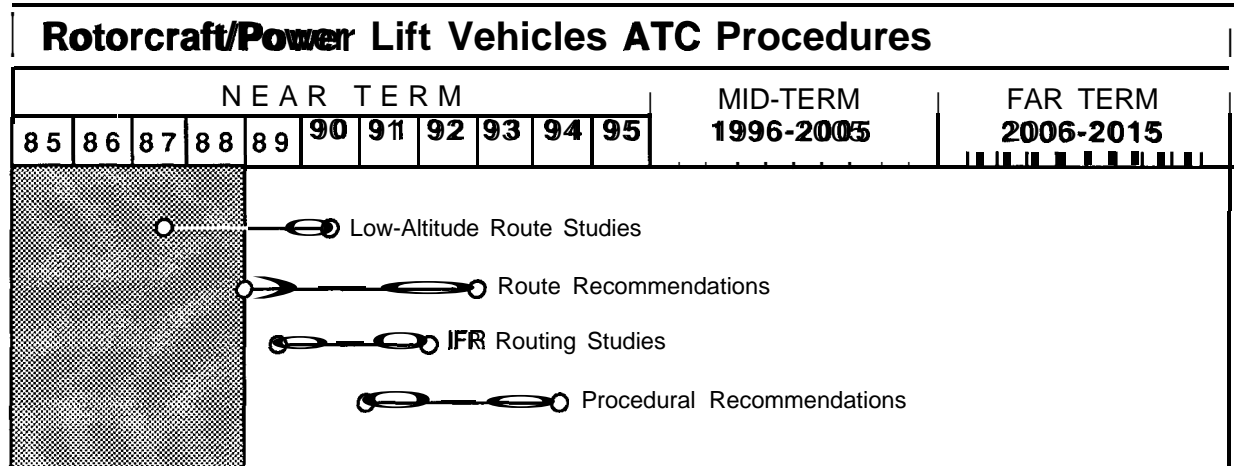 Rotorcraft/Power Lift Vehicles ATC Procedures
NEAR TERM MID-TERM FAR TERM
85 86 87 88 89 90 91 92 93 94 95 1996-2005 2006-2015
Low-Altitude Route Studies
Route Recommendations
IFR Routing Studies
Procedural Recommendations